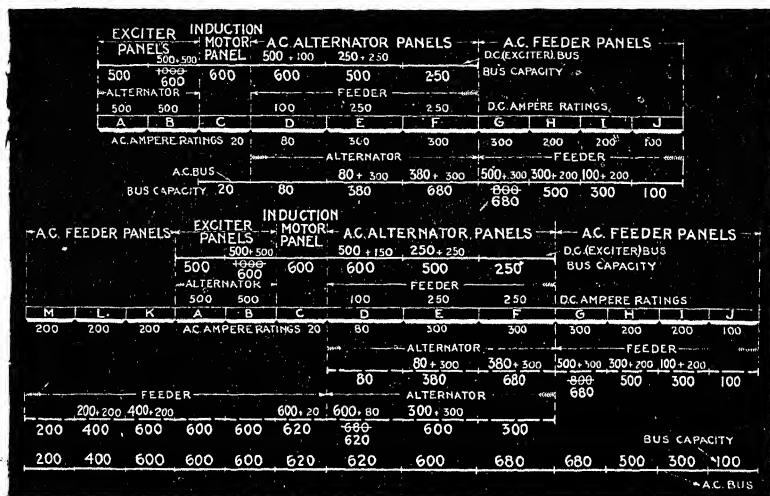 EXCITER INDUCTION
PANELS MOTOR PANEL A.C. ALTERNATOR PANELS A.C. FEEDER PANELS
500+500 500+100 250+250 D.C. (EXCITER) BUS
500 1000 600 600 500 250 BUS CAPACITY
600
ALTERNATOR FEEDER
500 500 100 250 250 D.C. AMPERE RATINGS
A B C D E F G H I J
A.C. AMPERE RATINGS 20 80 300 300 300 200 200 100
ALTERNATOR FEEDER
A.C. BUS 80+300 380+300 500+300 300+200 100+200
BUS CAPACITY 20 80 380 680 800 500 300 100
680
INDUCTION
A.C. FEEDER PANELS EXCITER PANELS MOTOR PANEL A.C. ALTERNATOR PANELS A.C. FEEDER PANELS
500+500 500+150 250+250 D.C. (EXCITER) BUS
500 1000 600 600 500 250 BUS CAPACITY
600
ALTERNATOR FEEDER
500 500 100 250 250 D.C. AMPERE RATINGS
M L K A B C D E F G H I J
200 200 200 A.C. AMPERE RATINGS 20 80 300 300 300 200 200 100
ALTERNATOR FEEDER
80+300 380+300 500+300 300+200 100+200
80 380 680 800 500 300 100
680
FEEDER ALTERNATOR
200+200 400+200 600+20 600+80 300+300
200 400 600 600 600 620 680 600 300
620
BUS CAPACITY
200 400 600 600 600 620 620 600 680 680 500 300 100
A.C. BUS